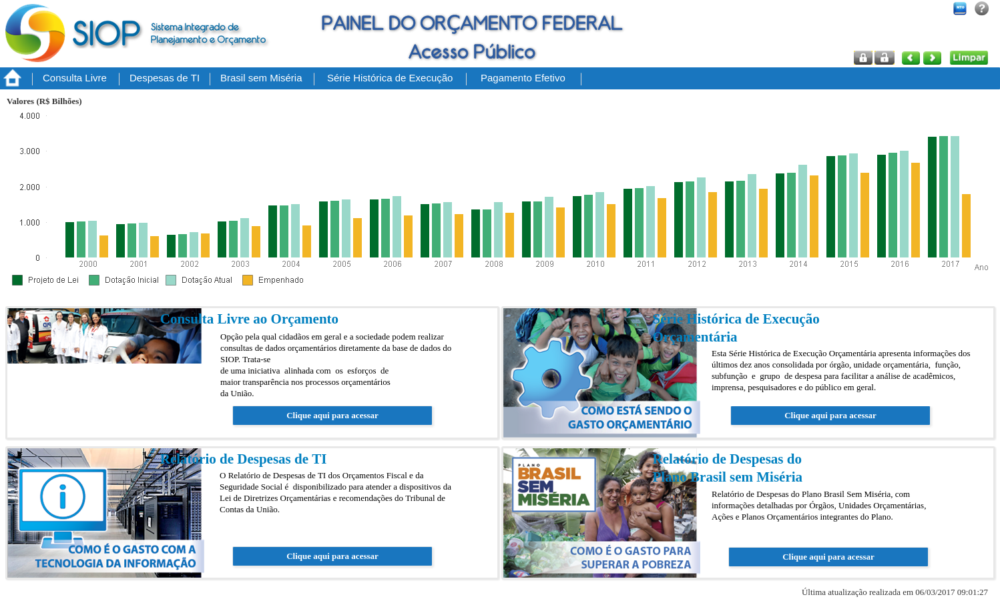 SIOP
Sistema Integrado de
Planejamento e Orçamento
PAINEL DO ORÇAMENTO FEDERAL
Acesso Público
MTO
?
Limpar
Consulta Livre
Despesas de TI
Brasil sem Miséria
Série Histórica de Execução
Pagamento Efetivo
Valores (R$ Bilhões)
4.000
3.000
2.000
1.000
0
2000 2001 2002 2003 2004 2005 2006 2007 2008 2009 2010 2011 2012 2013 2014 2015 2016 2017
Ano
Projeto de Lei
Dotação Inicial
Dotação Atual
Empenhado
Consulta Livre ao Orçamento
Opção pela qual cidadãos em geral e a sociedade podem realizar
consultas de dados orçamentários diretamente da base de dados do
SIOP. Trata-se
de uma iniciativa alinhada com os esforços de
maior transparência nos processos orçamentários
da União.
Clique aqui para acessar
Série Histórica de Execução
Orçamentária
Esta Série Histórica de Execução Orçamentária apresenta informações dos
últimos dez anos consolidada por órgão, unidade orçamentária, função,
subfunção e grupo de despesa para facilitar a análise de acadêmicos,
imprensa, pesquisadores e do público em geral.
COMO ESTÁ SENDO O
GASTO ORÇAMENTÁRIO
Clique aqui para acessar
Relatório de Despesas de TI
O Relatório de Despesas de TI dos Orçamentos Fiscal e da
Seguridade Social é disponibilizado para atender a dispositivos da
Lei de Diretrizes Orçamentárias e recomendações do Tribunal de
Contas da União.
COMO É O GASTO COM A
TECNOLOGIA DA INFORMAÇÃO
Clique aqui para acessar
Relatório de Despesas do
Plano Brasil sem Miséria
PLANO
BRASIL
SEM
MISÉRIA
Relatório de Despesas do Plano Brasil Sem Miséria, com
informações detalhadas por Órgãos, Unidades Orçamentárias,
Ações e Planos Orçamentários integrantes do Plano.
COMO É O GASTO PARA
SUPERAR A POBREZA
Clique aqui para acessar
Última atualização realizada em 06/03/2017 09:01:27